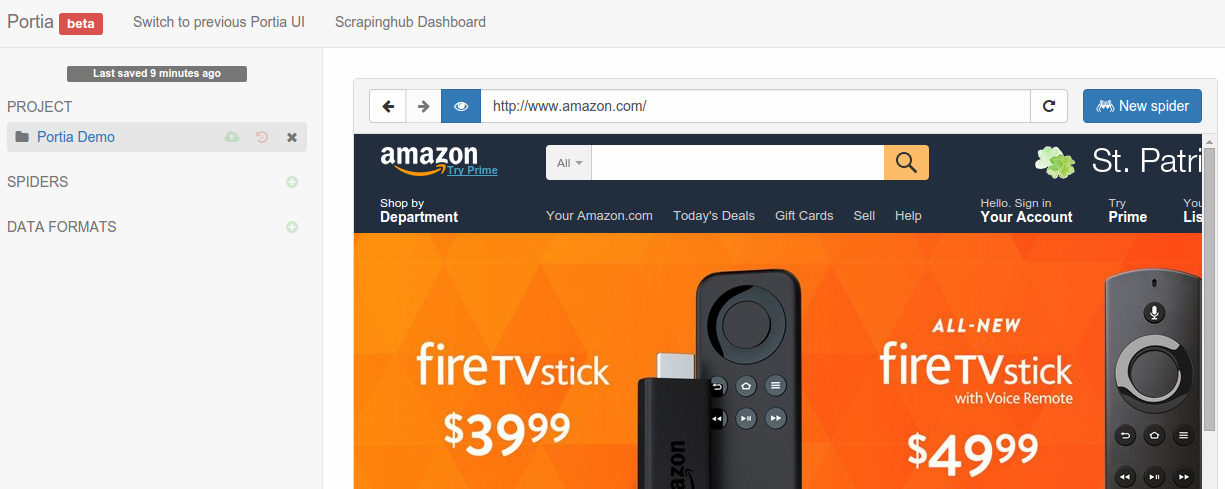 Portia beta Switch to previous Portia UI Scrapinghub Dashboard
Last saved 9 minutes ago
PROJECT
Portia Demo
SPIDERS
DATA FORMATS
http://www.amazon.com/ New spider
amazon Try Prime All St. Patri
Shop by
Department
Your Amazon.com Today's Deals Gift Cards Sell Help
Hello. Sign in
Your Account
Try
Prime
You
Lis
fireTVstick
$39.99
ALL-NEW
fireTVstick
with Voice Remote
$49.99
azon